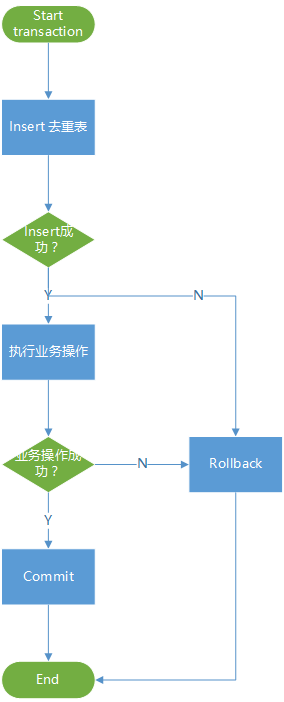 Start
transaction
Insert 去重表
Insert成
功？
Y
N
执行业务操作
业务操作成
功？
N
Rollback
Y
Commit
End